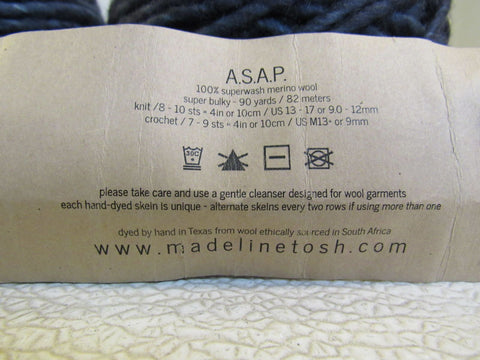 A.S.A.P.
100% superwash merino wool
super bulky - 90 yards / 82 meters
knit /8 - 10 sts = 4in or 10cm / US 13 - 17 or 9.0 - 12mm
crochet / 7 - 9 sts = 4in or 10cm / US M13+ or 9mm
30C
please take care and use a gentle cleanser designed for wool garments
each hand-dyed skein is unique - alternate skeins every two rows if using more than one
dyed by hand in Texas from wool ethically sourced in South Africa
www.madelinetosh.com